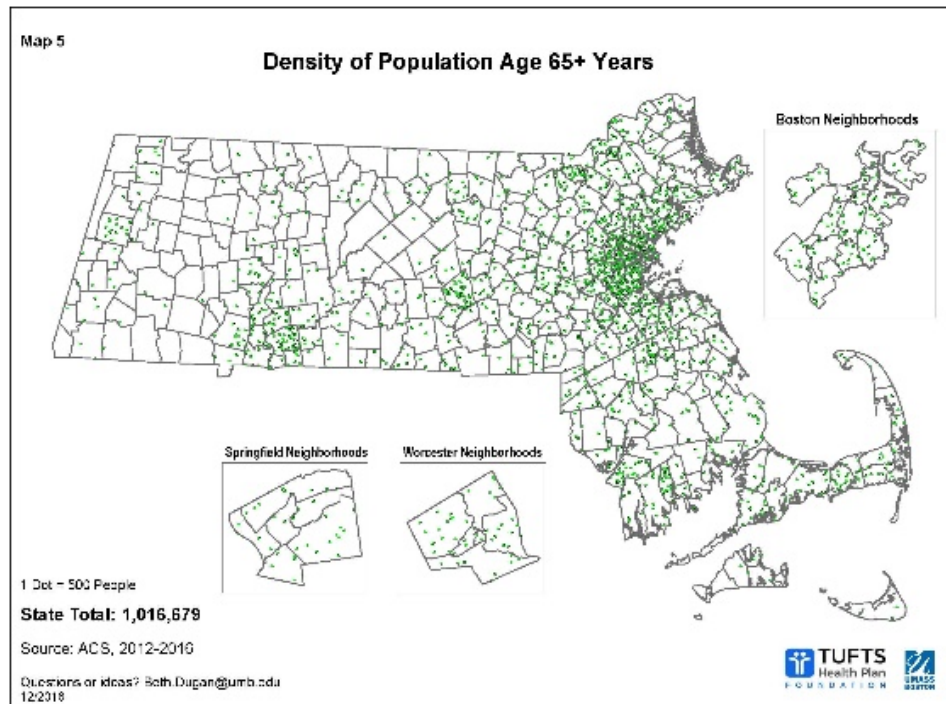 Map 5
Density of Population Age 65+ Years
Boston Neighborhoods
Springfield Neighborhoods
Worcester Neighborhoods
1 Dot = 500 People
State Total: 1,016,679
Source: ACS, 2012-2016
Questions or ideas? Beth.Dugan@umb.edu
12/2018
TUFTS
Health Plan
FOUNDATION
UMASS
BOSTON